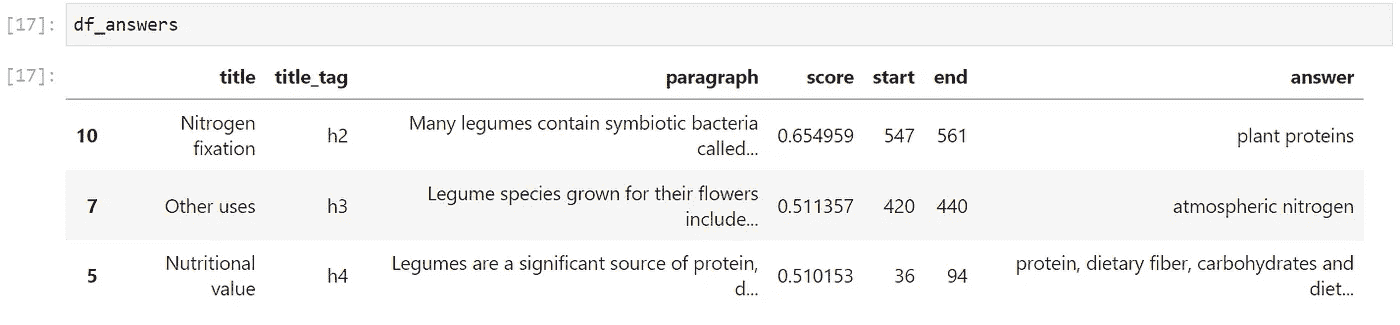 [17]: df_answers
[17]: title title_tag paragraph score start end answer
10 Nitrogen fixation h2 Many legumes contain symbiotic bacteria called... 0.654959 547 561 plant proteins
7 Other uses h3 Legume species grown for their flowers include... 0.511357 420 440 atmospheric nitrogen
5 Nutritional value h4 Legumes are a significant source of protein, d... 0.510153 36 94 protein, dietary fiber, carbohydrates and diet...